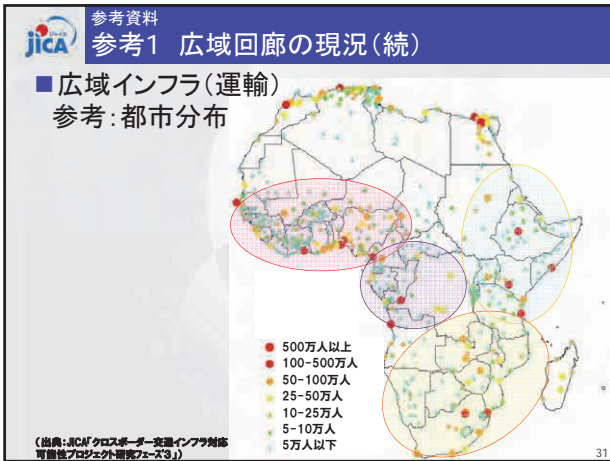 参考資料
ジャイカ
jICA
参考1 広域回廊の現況(続)
■広域インフラ(運輸)
参考:都市分布
500万人以上
100-500万人
50-100万人
25-50万人
10-25万人
5-10万人
5万人以下
(出典:JICA「クロスボーダー交通インフラ対応
可能性プロジェクト研究フェーズ3」)
31